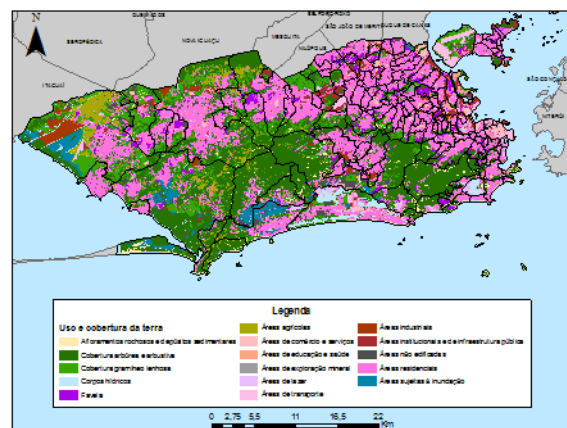 N
QUEIMADOS
BELFORD ROXO
SÃO JOÃO DE MERITI
DUQUE DE CAXIAS
SEROPÉDICA
NOVA IGUAÇU
MESQUITA
NILÓPOLIS
ITAGUAÍ
SÃO GONÇALO
NITERÓI
Legenda
Uso e cobertura da terra
Afloramentos rochosos e depósitos sedimentares
Cobertura arbórea e arbustiva
Cobertura gramíneo lenhosa
Corpos hídricos
Favela
Áreas agrícolas
Áreas de comércio e serviços
Áreas de educação e saúde
Áreas de exploração mineral
Áreas de lazer
Áreas de transporte
Áreas industriais
Áreas institucionais e de infraestrutura pública
Áreas não edificadas
Áreas residenciais
Áreas sujeitas à inundação
0 2,75 5,5 11 16,5 22
Km